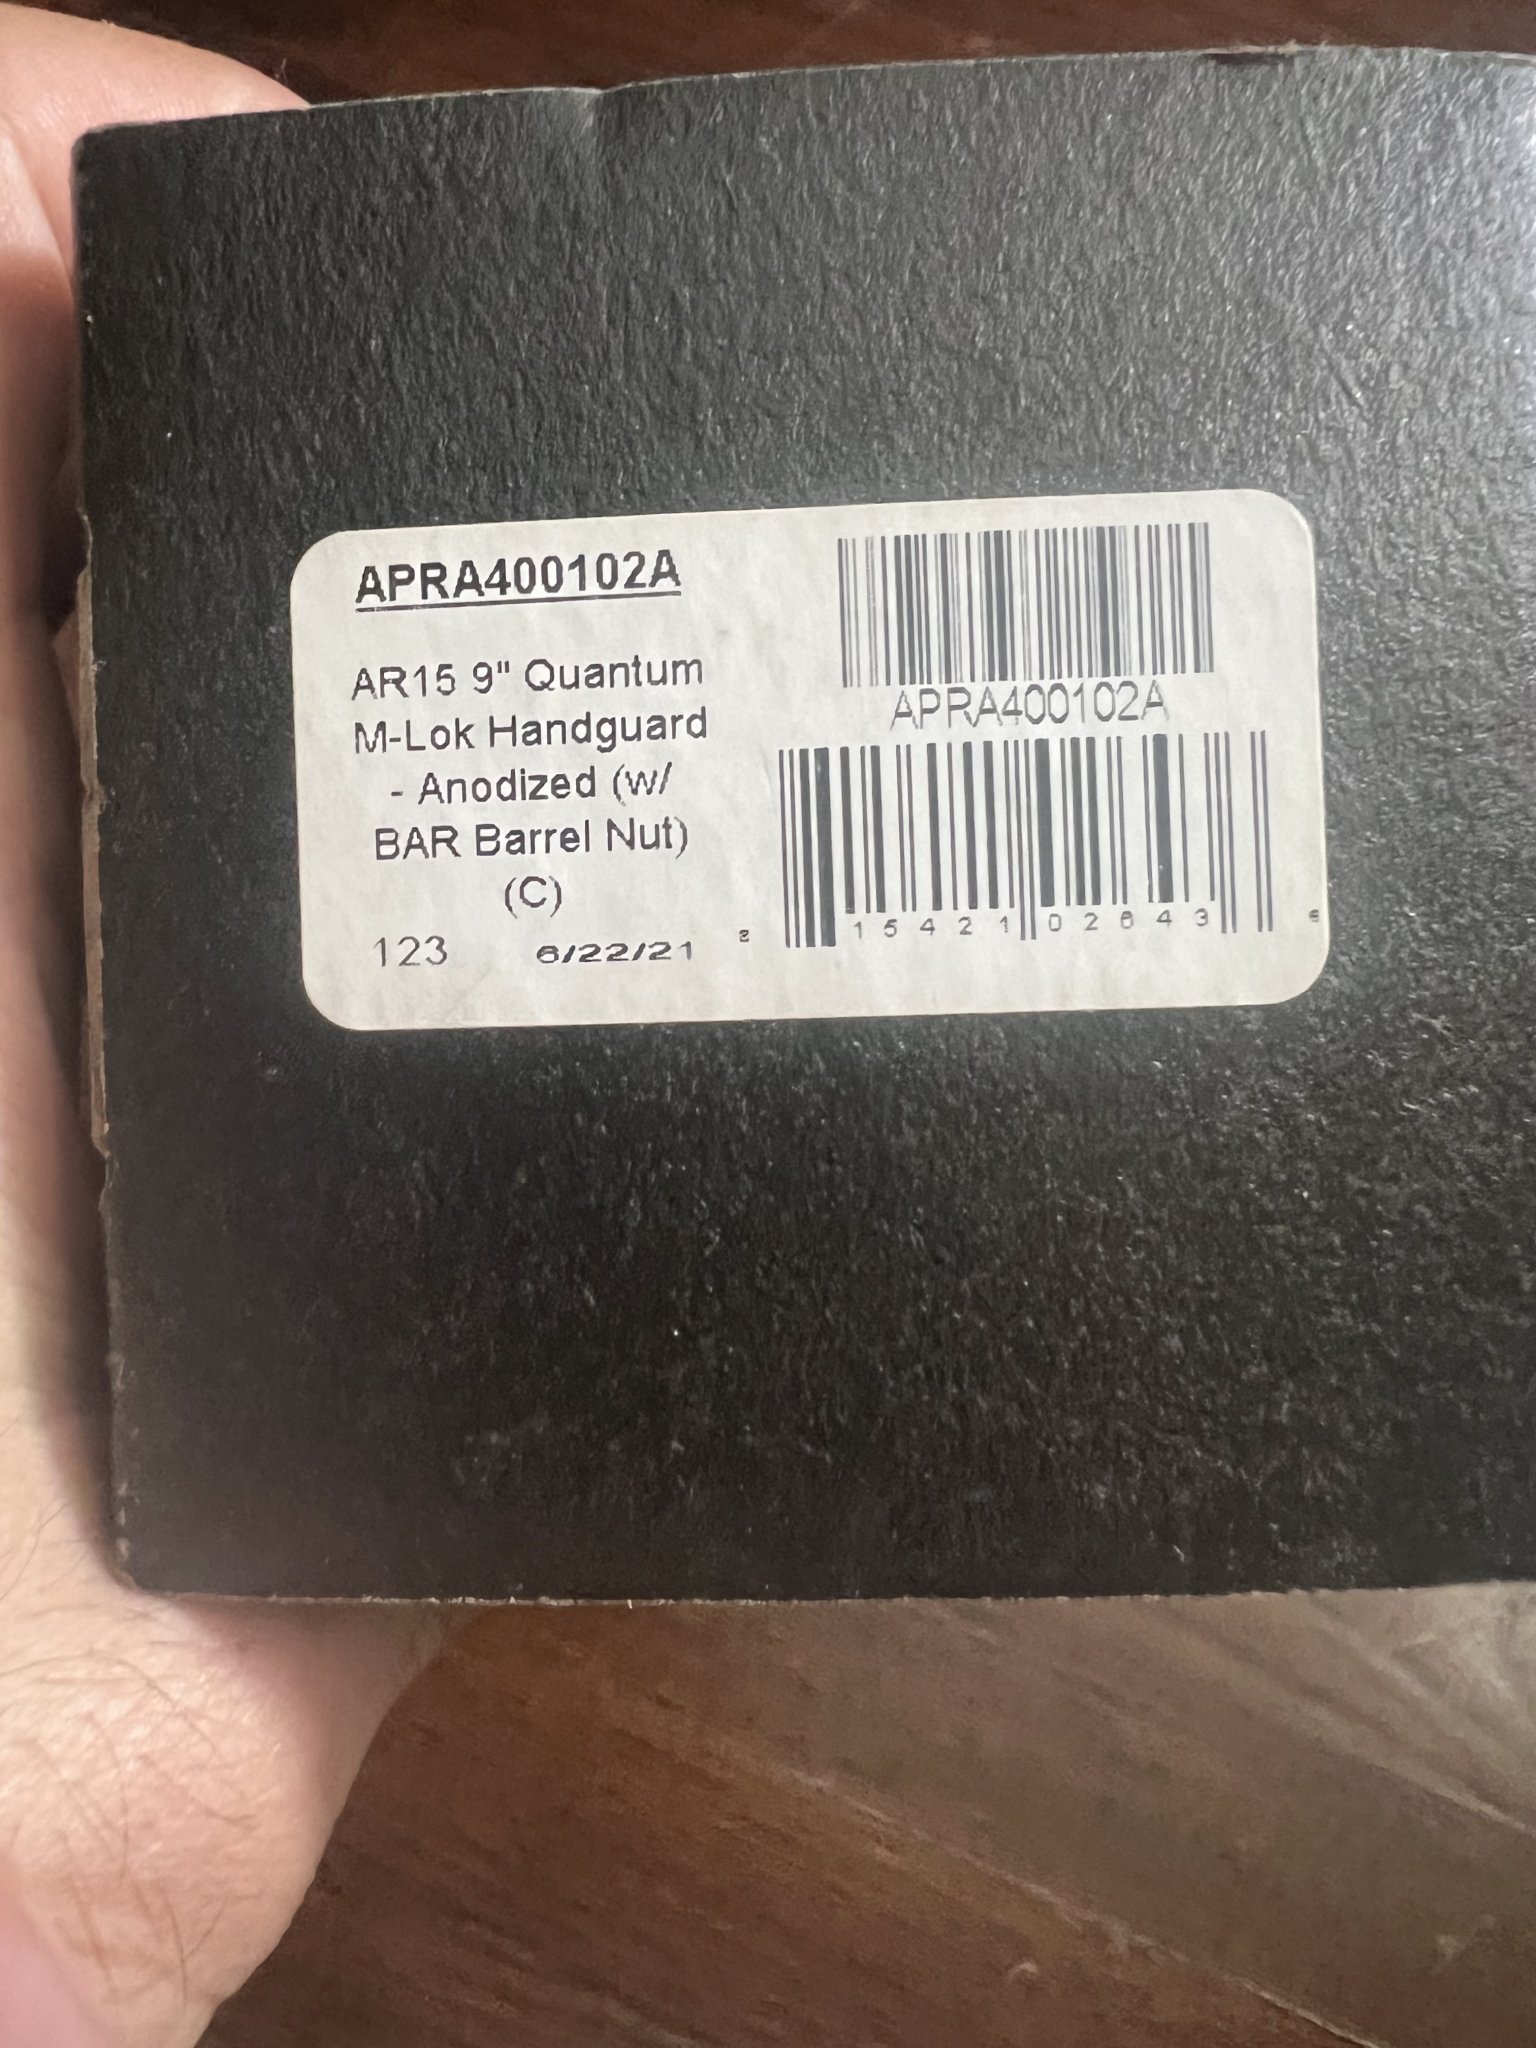 APRA400102A
AR15 9" Quantum
M-Lok Handguard
- Anodized (w/
BAR Barrel Nut)
(C)
123 6/22/21
APRA400102A
15421 02643